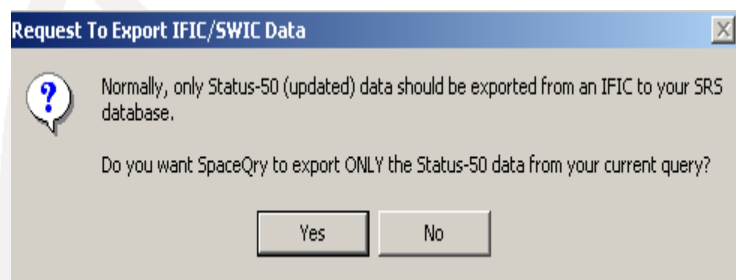 Request To Export IFIC/SWIC Data
Normally, only Status-50 (updated) data should be exported from an IFIC to your SRS
database.
Do you want SpaceQry to export ONLY the Status-50 data from your current query?
Yes
No